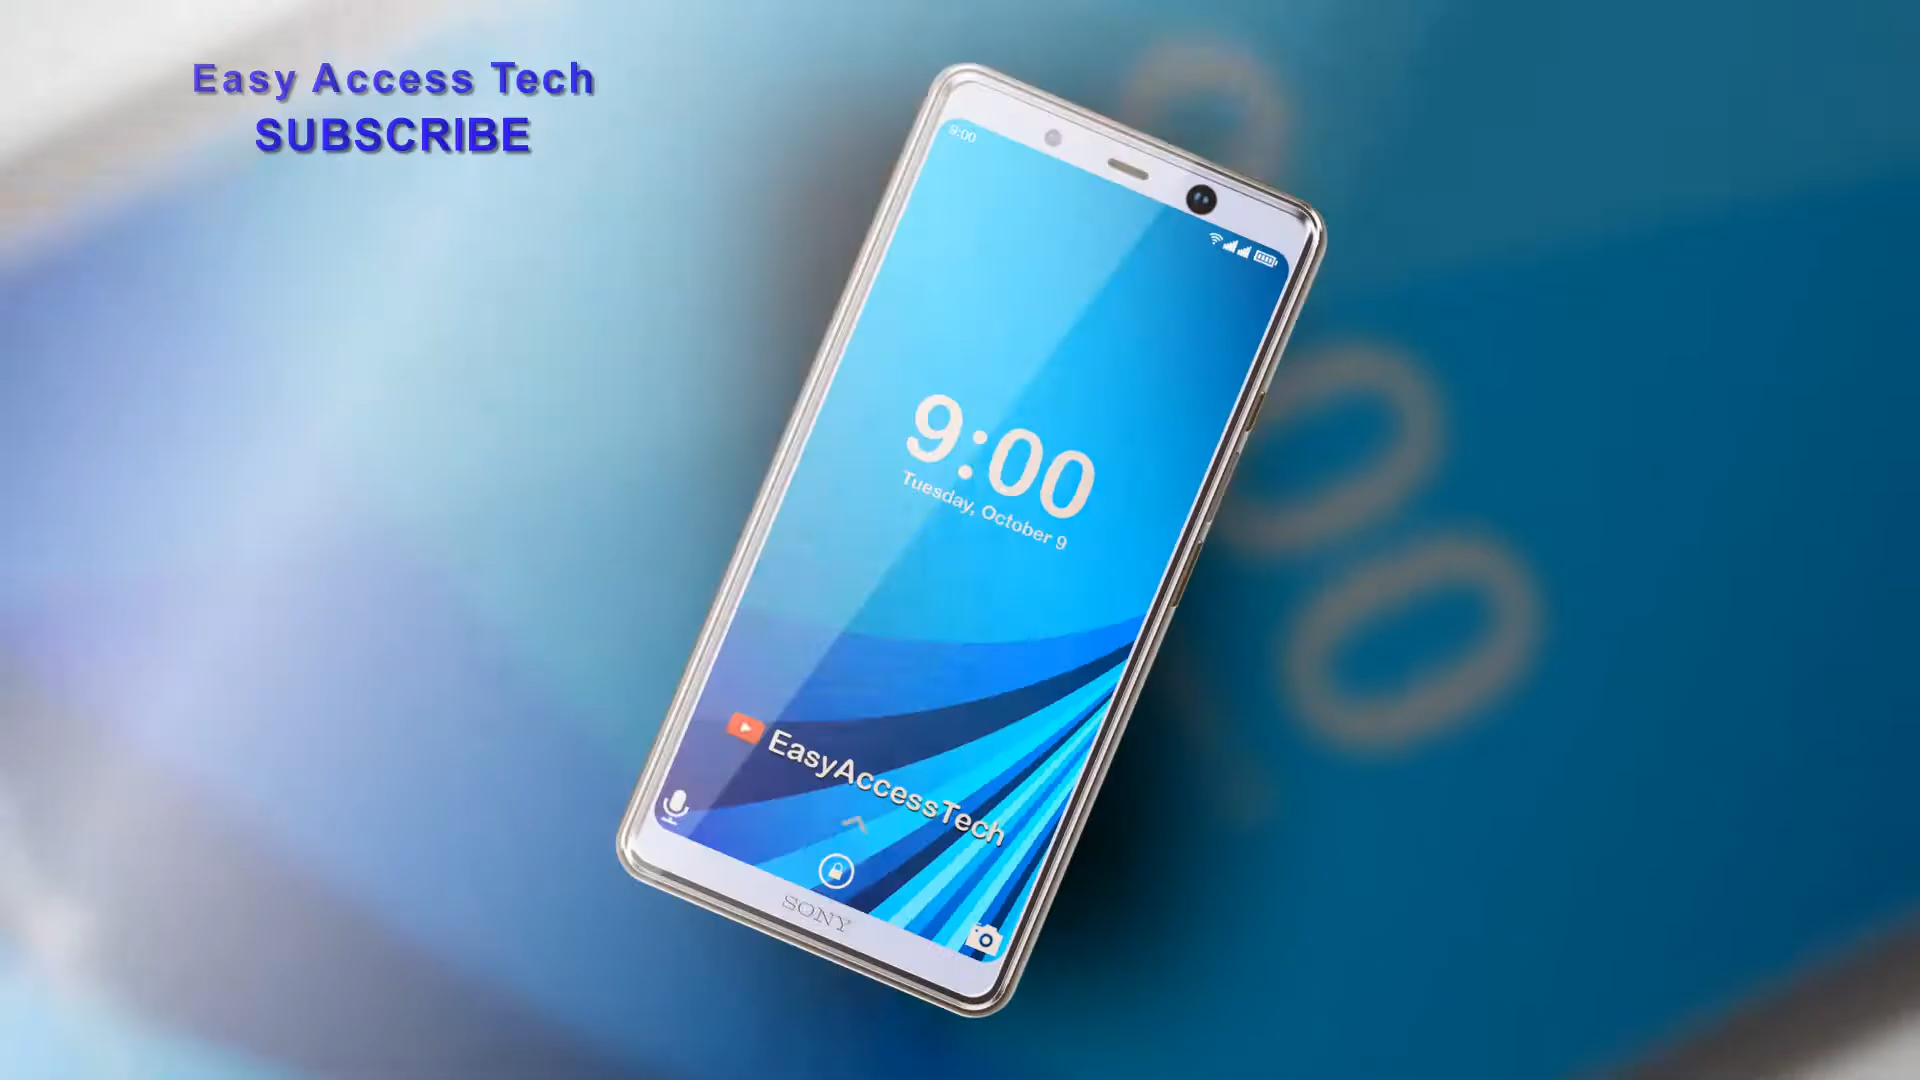 Easy Access Tech
SUBSCRIBE
9:00
9:00
Tuesday, October 9
EasyAccessTech
SONY